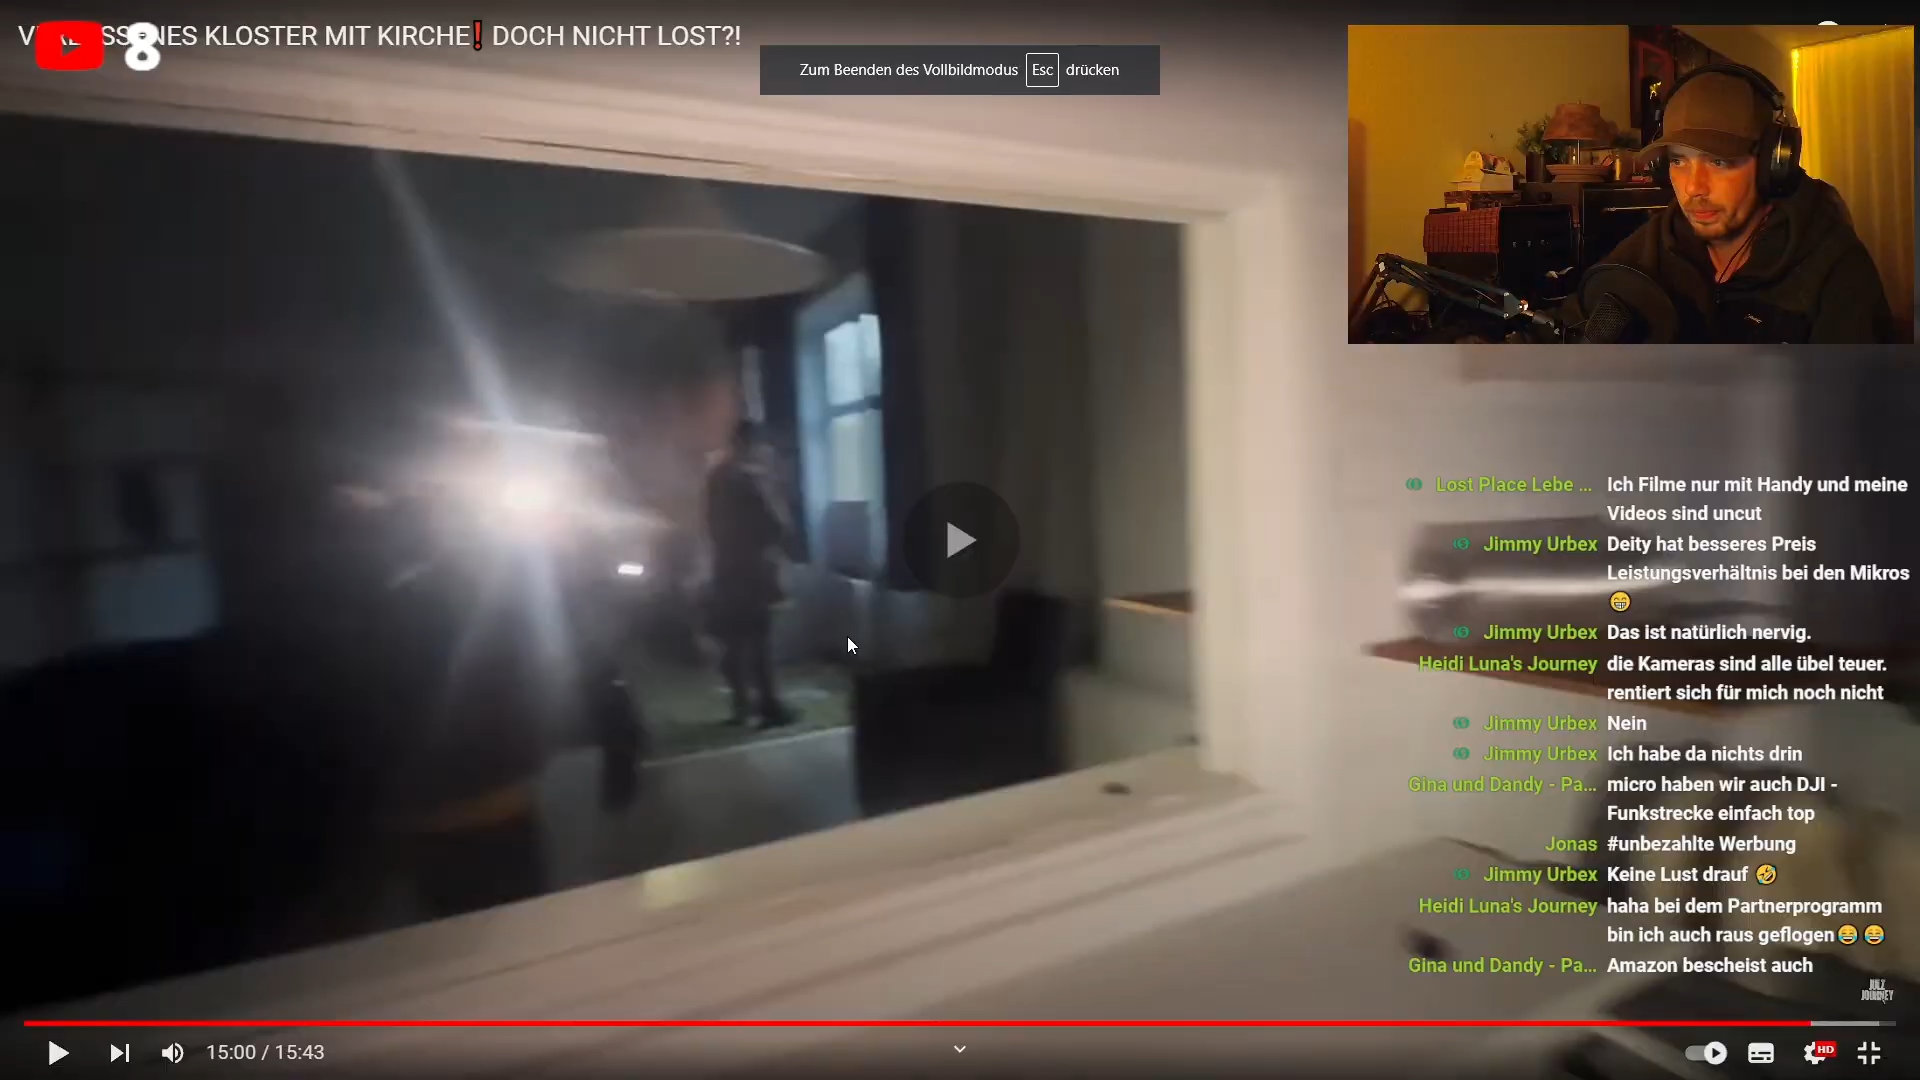 NES KLOSTER MIT KIRCHE❗DOCH NICHT LOST?!
8
Zum Beenden des Vollbildmodus Esc drücken
Lost Place Lebe ... Ich Filme nur mit Handy und meine
Videos sind uncut
Jimmy Urbex Deity hat besseres Preis
Leistungsverhältnis bei den Mikros
😁
Jimmy Urbex Das ist natürlich nervig.
Heidi Luna's Journey die Kameras sind alle übel teuer.
rentiert sich für mich noch nicht
Jimmy Urbex Nein
Jimmy Urbex Ich habe da nichts drin
Gina und Dandy - Pa... micro haben wir auch DJI -
Funkstrecke einfach top
Jonas #unbezahlte Werbung
Jimmy Urbex Keine Lust drauf 🤣
Heidi Luna's Journey haha bei dem Partnerprogramm
bin ich auch raus geflogen😂😂
Gina und Dandy - Pa... Amazon bescheist auch
JULZ
JOURNEY
15:00 / 15:43
HD